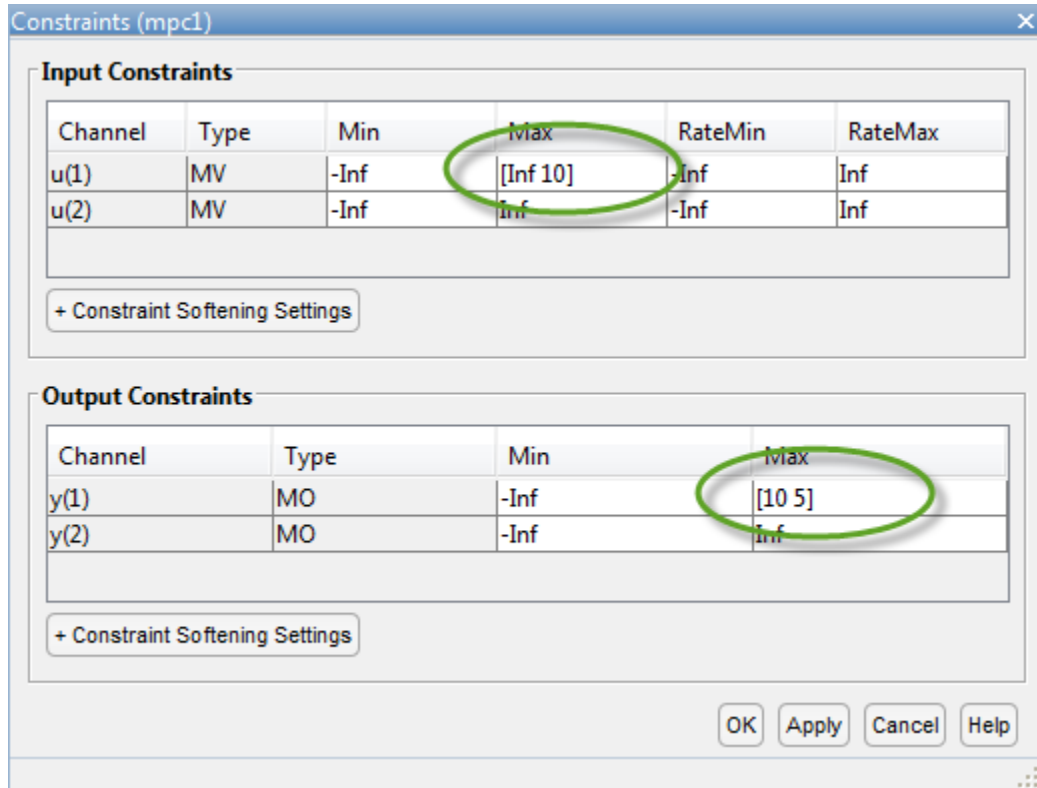 Constraints (mpc1)
Input Constraints
Channel Type Min Max RateMin RateMax
u(1) MV -Inf [Inf 10] -Inf Inf
u(2) MV -Inf Inf -Inf Inf
+ Constraint Softening Settings
Output Constraints
Channel Type Min Max
y(1) MO -Inf [10 5]
y(2) MO -Inf Inf
+ Constraint Softening Settings
OK Apply Cancel Help